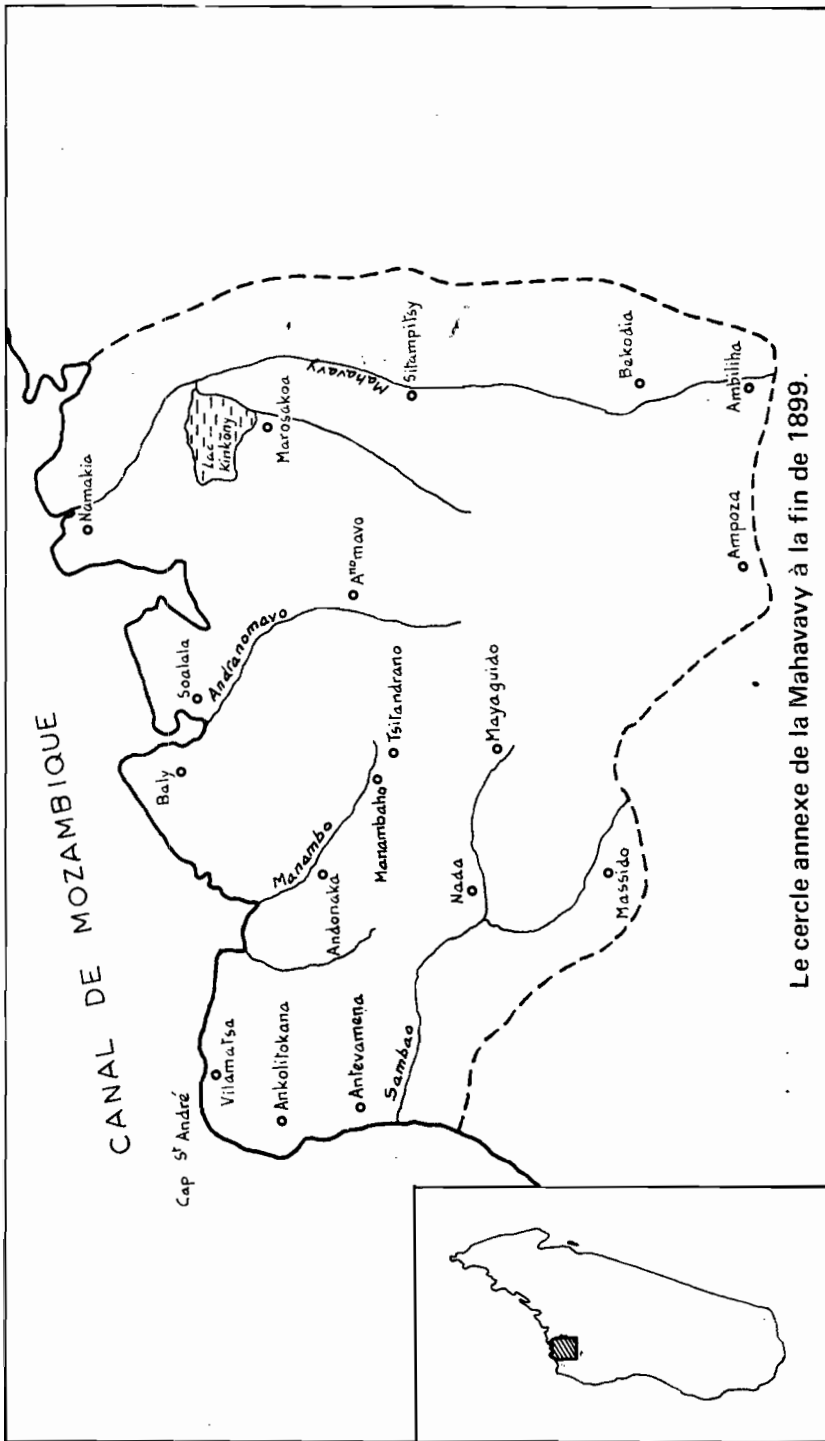 CANAL DE MOZAMBIQUE
Cap St André
Vilamatsa
Ankolitokana
Antevamena
Sambao
Andonaka
Manambo
Manambaho
Tsitandrano
Baly
Soalala
Andranomavo
Anomavo
Namakia
Lac
Kinkony
Marosakoa
Mahavavy
Sitampitsy
Bekodia
Ambiliha
Ampoza
Mayaguido
Nada
Massido
Le cercle annexe de la Mahavavy à la fin de 1899.